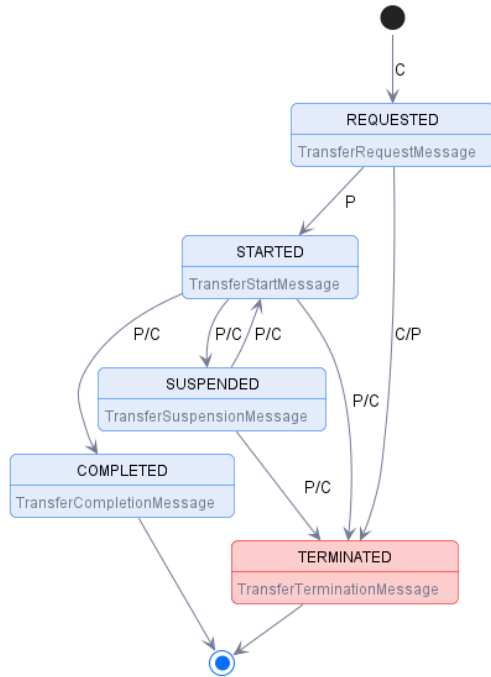 C
REQUESTED
TransferRequestMessage
P
STARTED
TransferStartMessage
P/C
P/C
P/C
C/P
SUSPENDED
TransferSuspensionMessage
P/C
COMPLETED
TransferCompletionMessage
P/C
TERMINATED
TransferTerminationMessage